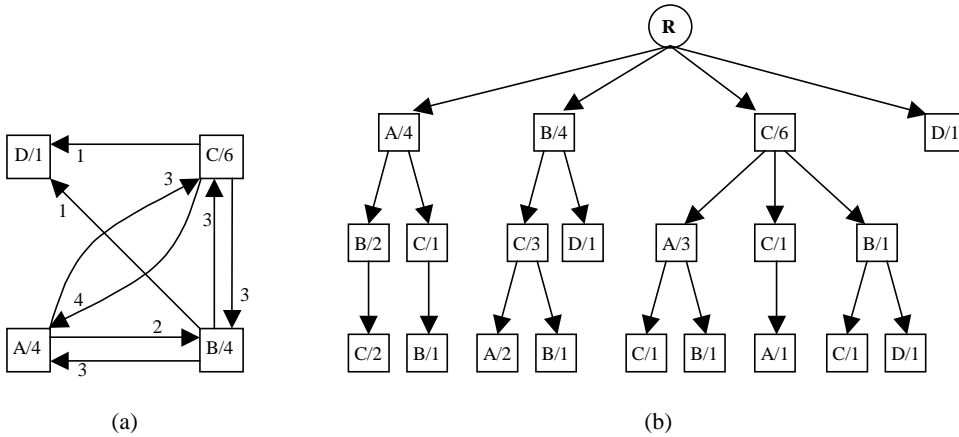 R
A/4 B/4 C/6 D/1
D/1 1 C/6
3
1 3
B/2 C/1 C/3 D/1 A/3 C/1 B/1
4 3
2
A/4 B/4
3
C/2 B/1 A/2 B/1 C/1 B/1 A/1 C/1 D/1
(a) (b)